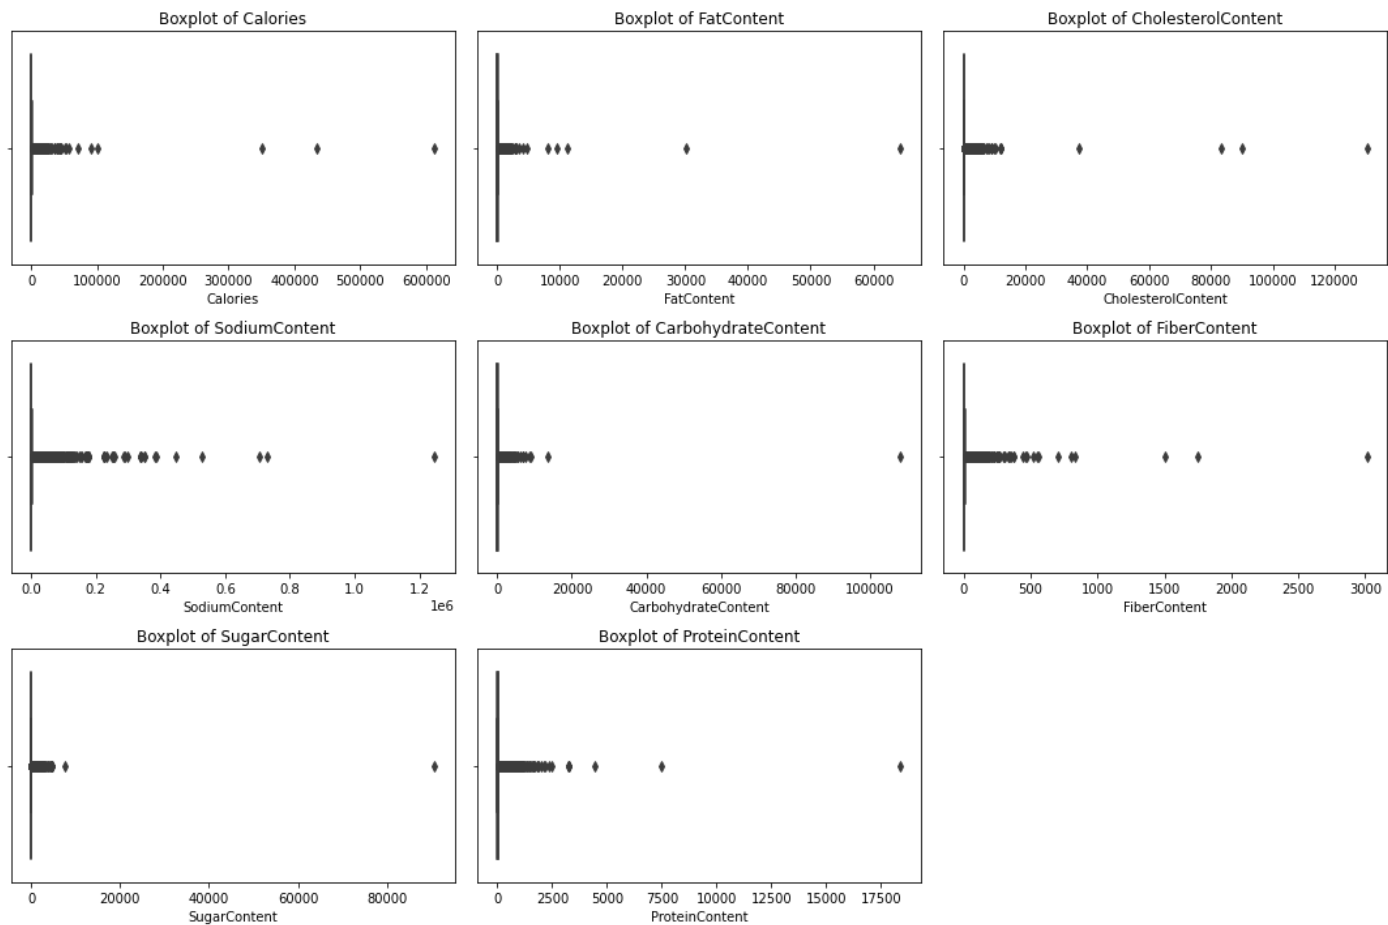 Boxplot of Calories
0 100000 200000 300000 400000 500000 600000
Calories
Boxplot of FatContent
0 10000 20000 30000 40000 50000 60000
FatContent
Boxplot of CholesterolContent
0 20000 40000 60000 80000 100000 120000
CholesterolContent
Boxplot of SodiumContent
0.0 0.2 0.4 0.6 0.8 1.0 1.2
1e6
SodiumContent
Boxplot of CarbohydrateContent
0 20000 40000 60000 80000 100000
CarbohydrateContent
Boxplot of FiberContent
0 500 1000 1500 2000 2500 3000
FiberContent
Boxplot of SugarContent
0 20000 40000 60000 80000
SugarContent
Boxplot of ProteinContent
0 2500 5000 7500 10000 12500 15000 17500
ProteinContent